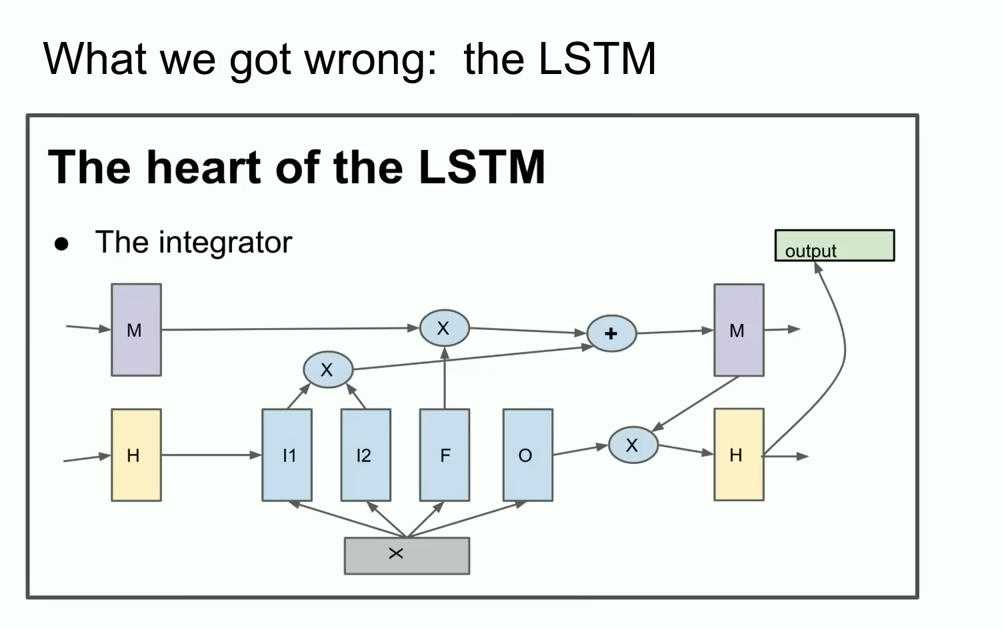 What we got wrong: the LSTM
The heart of the LSTM
● The integrator
output
M
X
+
M
X
H
I1
I2
F
O
X
H
X